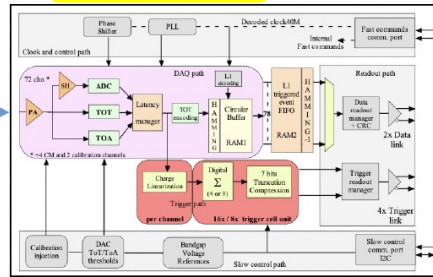 Phase
Shifter
PLL
Decoded clock40M
Fast commands
comm. port
Internal
Fast commands
Clock and control path
72 chn *
DAQ path
L1
decoding
Readout path
SH
ADC
PA
TOT
TOA
Latency
manager
TOT
encoding
HAMMING
Circular
Buffer
RAM1
78
L1
triggered
event
FIFO
RAM2
HAMMING-1
Data
readout
manager
+ CRC
2x Data
link
* +4 CM and 2 calibration channels
Charge
Linearization
Trigger path
per channel
Digital
Σ
(4 or 9)
7 bits
Truncation
Compression
16x / 8x trigger cell unit
Trigger
readout
manager
4x Trigger
link
Calibration
injection
DAC
ToT/ToA
thresholds
Bandgap
Voltage
References
Slow control path
Slow control
comm. port
I2C